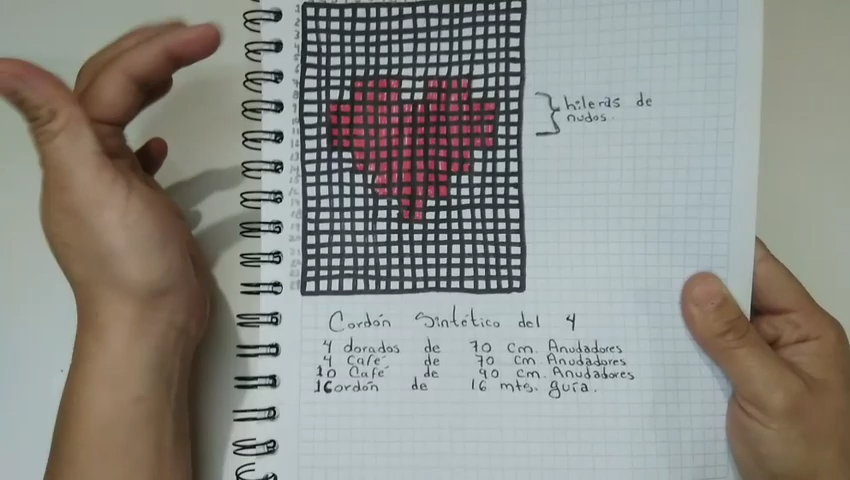 hileras de
nudos.
Cordón Sintético del 4
4 dorados de 70 cm. Anudadores
4 Café de 70 cm. Anudadores
10 Café de 90 cm. Anudadores
1 Cordón de 16 mts. guía.